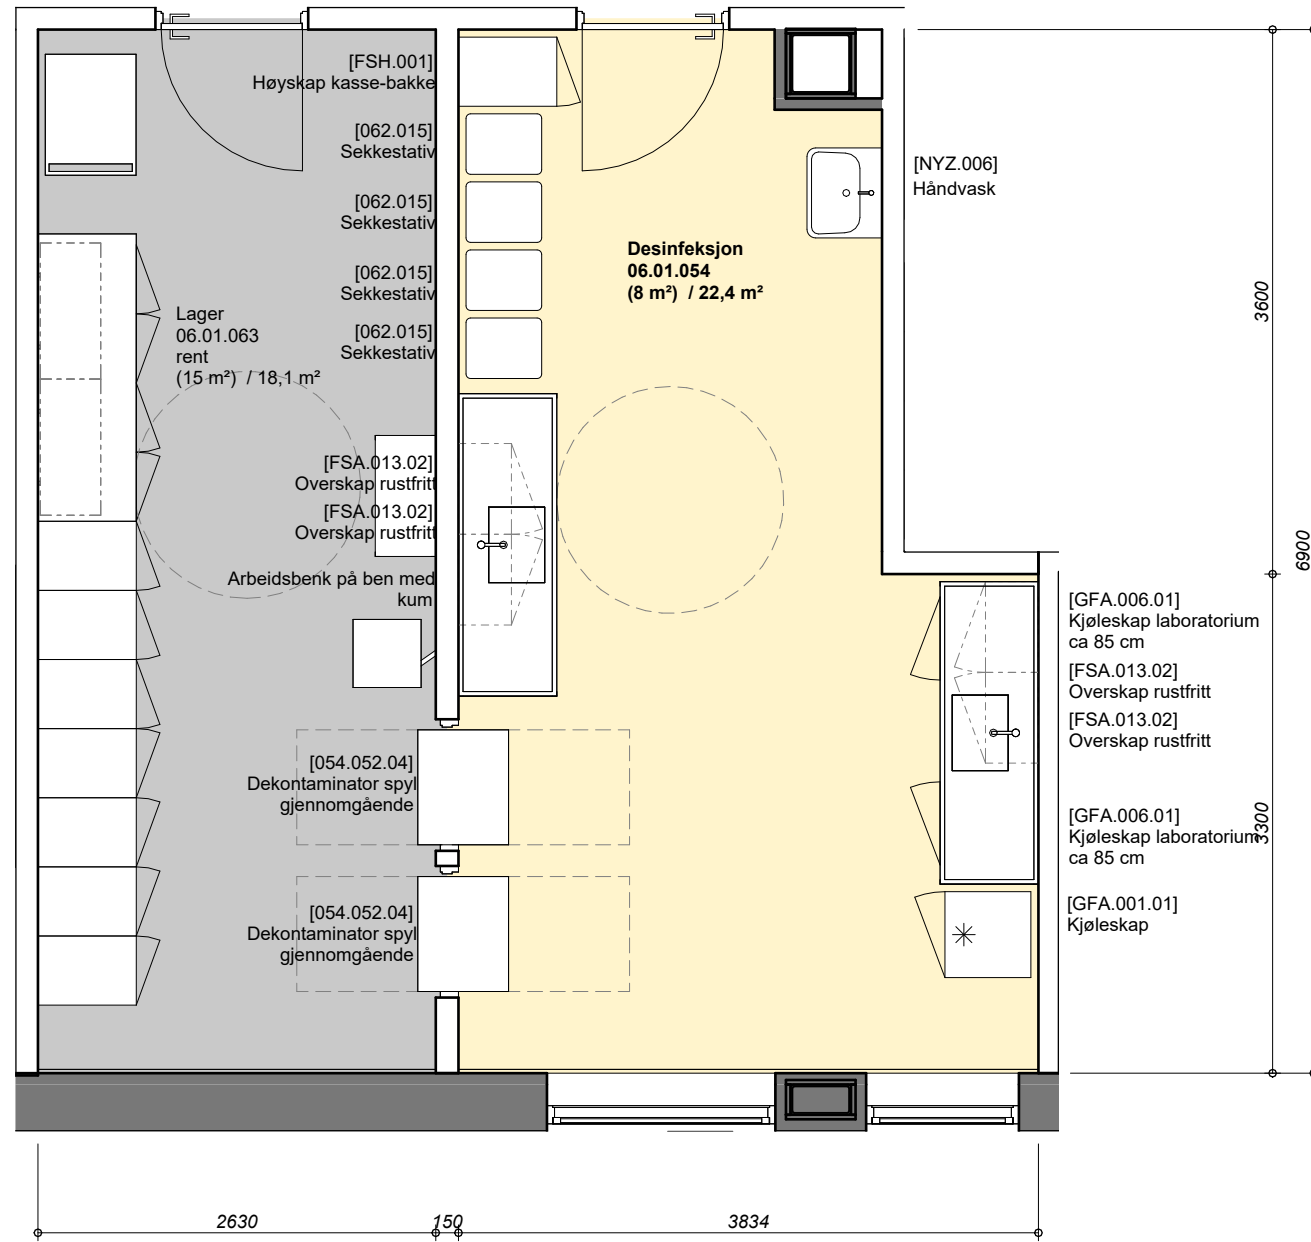 [FSH.001]
Høyskap kasse-bakke
[062.015]
Sekkestativ
[062.015]
Sekkestativ
[062.015]
Sekkestativ
[062.015]
Sekkestativ
Lager
06.01.063
rent
(15 m²) / 18,1 m²
[FSA.013.02]
Overskap rustfritt
[FSA.013.02]
Overskap rustfritt
Arbeidsbenk på ben med
kum
[054.052.04]
Dekontaminator spyl
gjennomgående
[054.052.04]
Dekontaminator spyl
gjennomgående
Desinfeksjon
06.01.054
(8 m²) / 22,4 m²
[NYZ.006]
Håndvask
[GFA.006.01]
Kjøleskap laboratorium
ca 85 cm
[FSA.013.02]
Overskap rustfritt
[FSA.013.02]
Overskap rustfritt
[GFA.006.01]
Kjøleskap laboratorium
ca 85 cm
[GFA.001.01]
Kjøleskap
3600
6900
3300
2630
150
3834